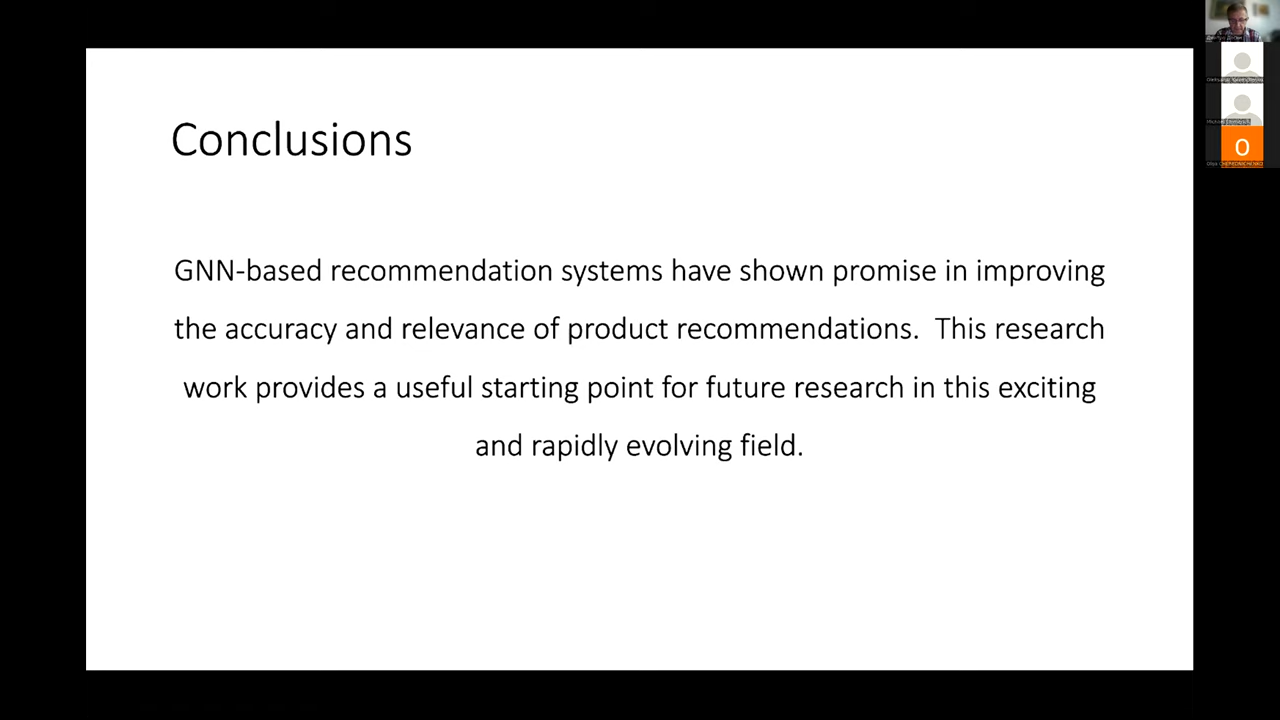 Conclusions
GNN-based recommendation systems have shown promise in improving
the accuracy and relevance of product recommendations. This research
work provides a useful starting point for future research in this exciting
and rapidly evolving field.
O